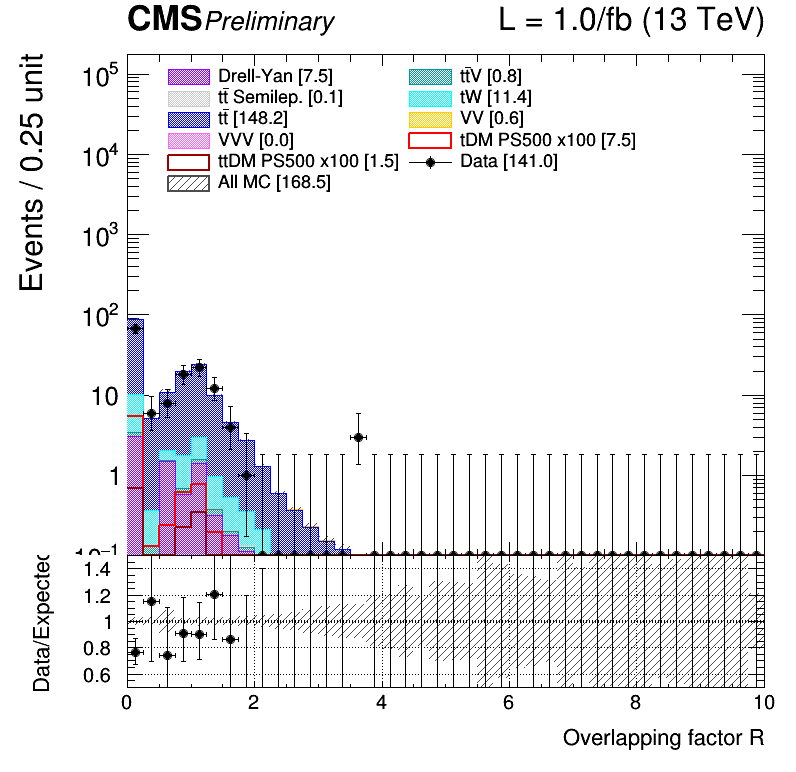 CMS Preliminary L = 1.0/fb (13 TeV)
Drell-Yan [7.5] tt̄V [0.8]
tt̄ Semilep. [0.1] tW [11.4]
tt̄ [148.2] VV [0.6]
VVV [0.0] tDM PS500 x100 [7.5]
ttDM PS500 x100 [1.5] Data [141.0]
All MC [168.5]
Events / 0.25 unit
10⁵
10⁴
10³
10²
10
1
10⁻¹
Data/Expected
1.4
1.2
1
0.8
0.6
0 2 4 6 8 10
Overlapping factor R